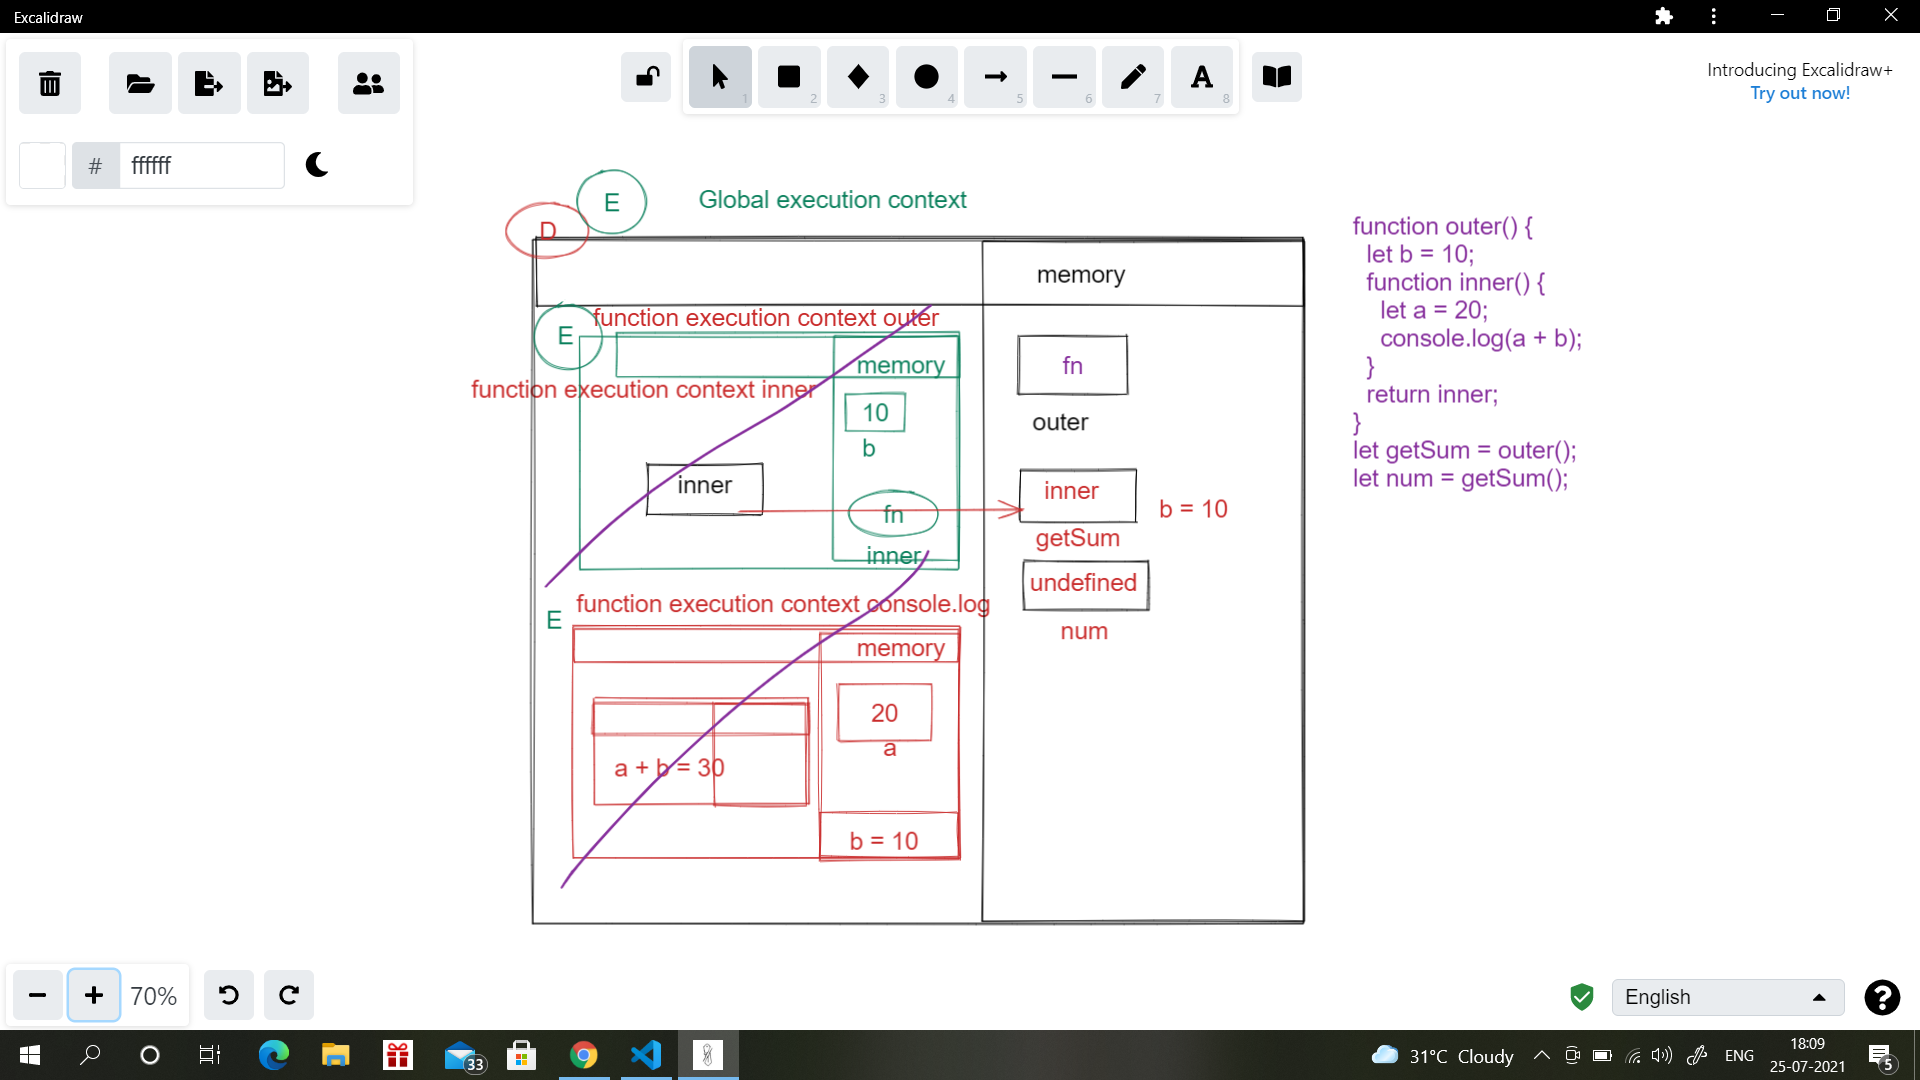 Excalidraw
1
2
3
4
5
6
7
A
8
Introducing Excalidraw+
Try out now!
#
ffffff
E
Global execution context
D
memory
E
function execution context outer
memory
function execution context inner
10
b
inner
fn
inner
fn
outer
inner
b = 10
getSum
undefined
num
E
function execution context console.log
memory
20
a
a + b = 30
b = 10
function outer() {
let b = 10;
function inner() {
let a = 20;
console.log(a + b);
}
return inner;
}
let getSum = outer();
let num = getSum();
70%
English
?
33
31°C Cloudy
ENG
18:09
25-07-2021
5